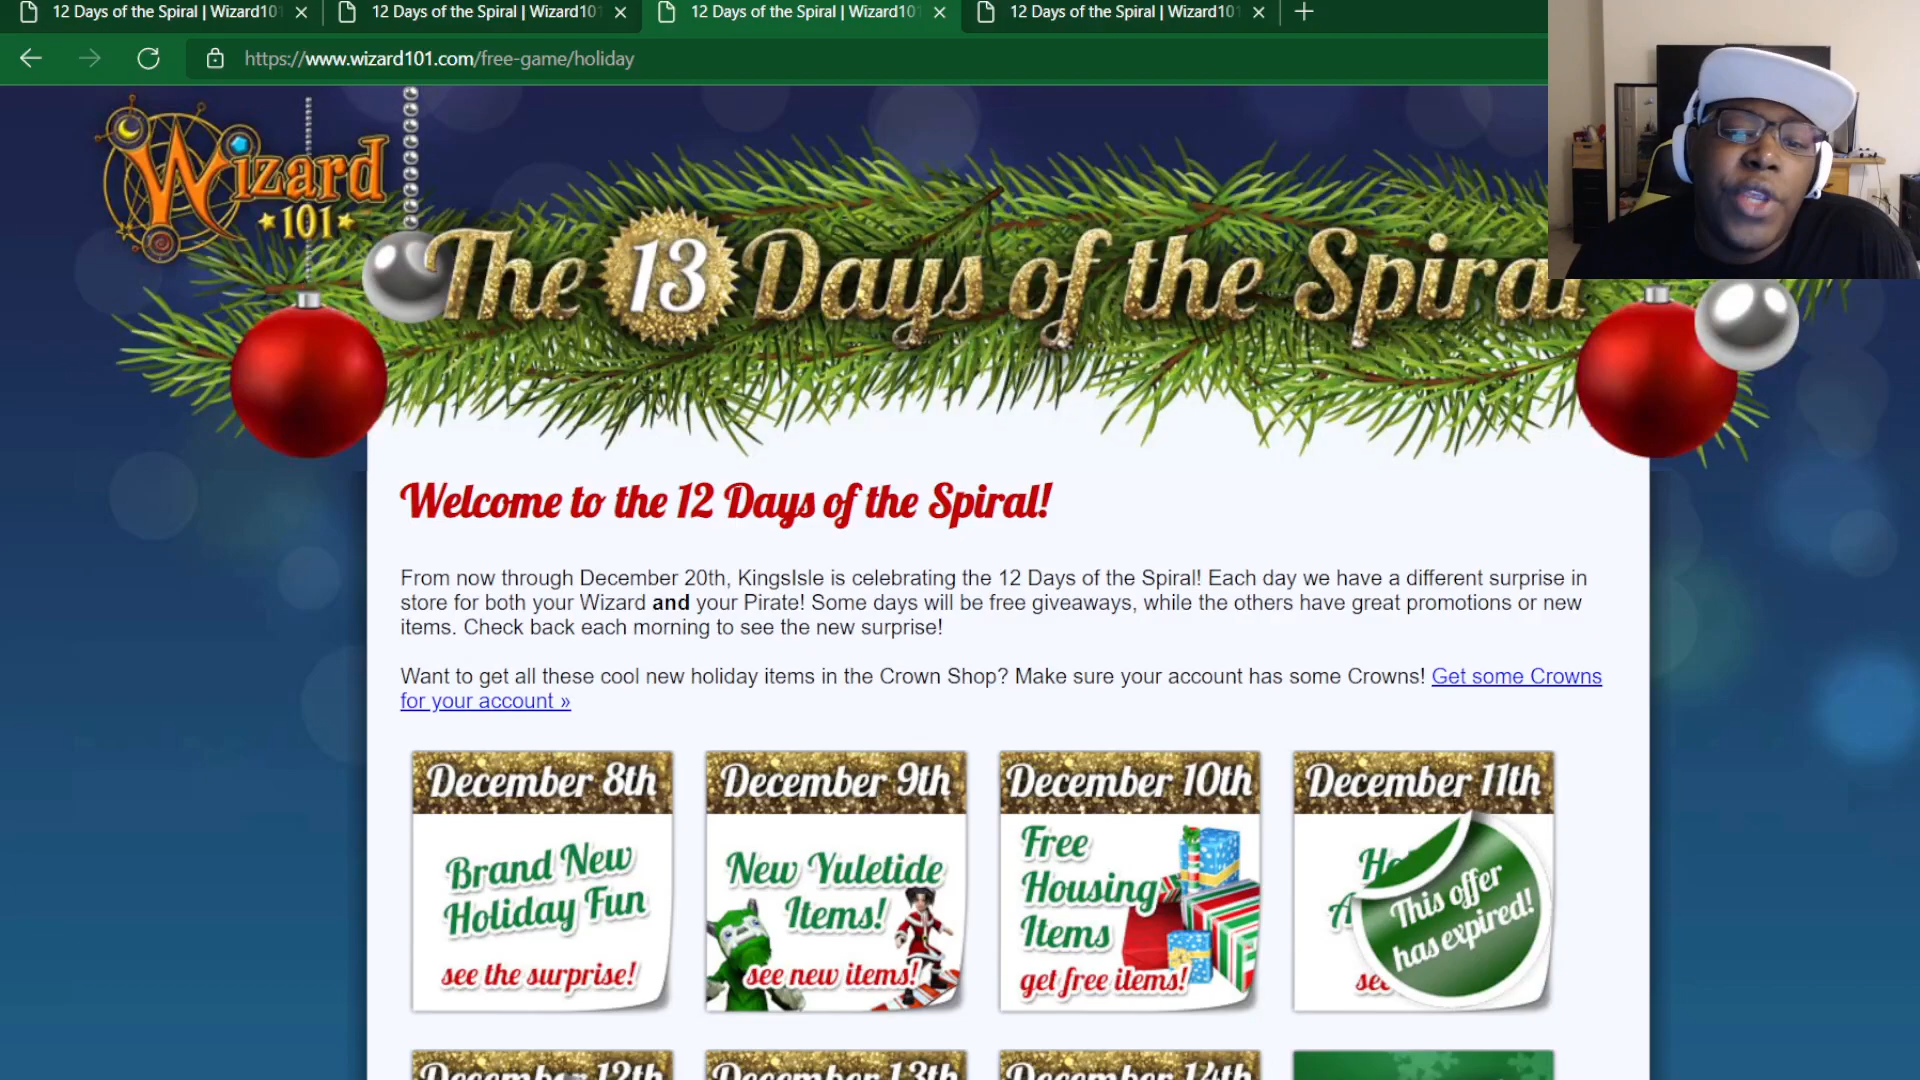 12 Days of the Spiral | Wizard101
12 Days of the Spiral | Wizard101
12 Days of the Spiral | Wizard101
12 Days of the Spiral | Wizard101
https://www.wizard101.com/free-game/holiday
Wizard
101
The 13 Days of the Spiral
Welcome to the 12 Days of the Spiral!
From now through December 20th, KingsIsle is celebrating the 12 Days of the Spiral! Each day we have a different surprise in
store for both your Wizard and your Pirate! Some days will be free giveaways, while the others have great promotions or new
items. Check back each morning to see the new surprise!
Want to get all these cool new holiday items in the Crown Shop? Make sure your account has some Crowns! Get some Crowns
for your account »
December 8th
Brand New
Holiday Fun
see the surprise!
December 9th
New Yuletide
Items!
see new items!
December 10th
Free
Housing
Items
get free items!
December 11th
This offer
has expired!
December 12th
December 13th
December 14th